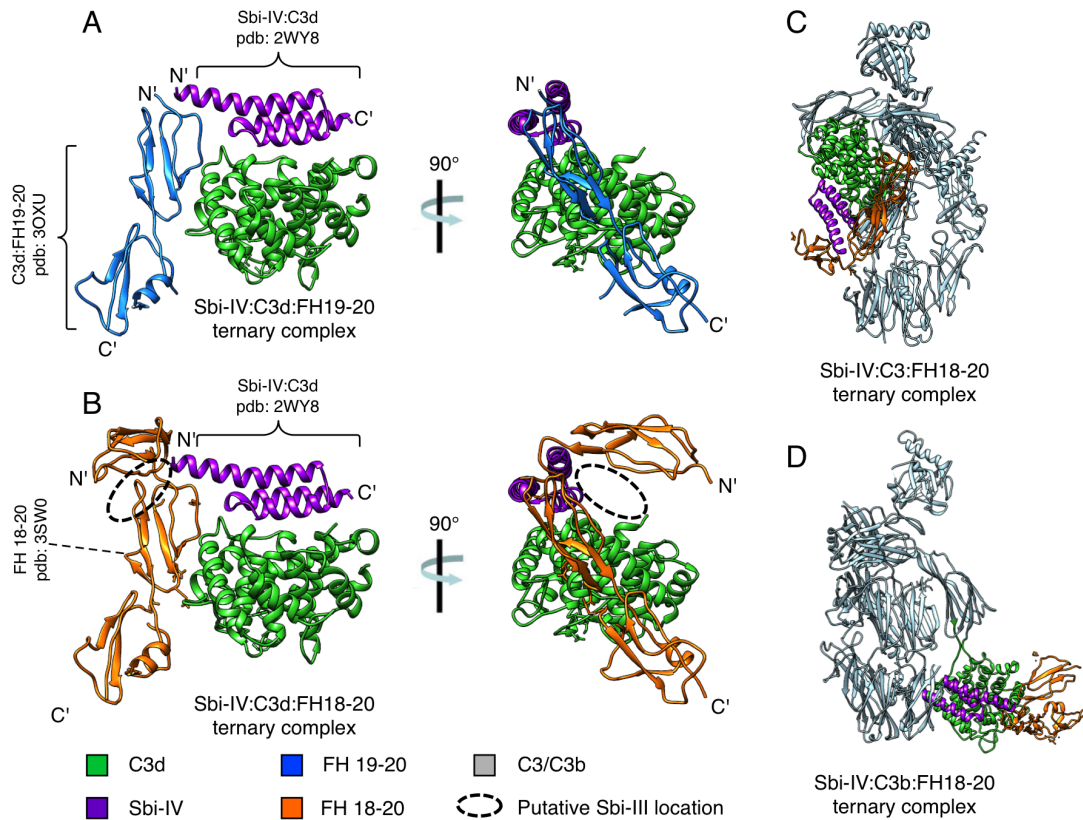 A
Sbi-IV:C3d
pdb: 2WY8
N'
N'
C'
C3d:FH19-20
pdb: 3OXU
C'
Sbi-IV:C3d:FH19-20
ternary complex
90°
N'
C'
B
Sbi-IV:C3d
pdb: 2WY8
N'
N'
C'
FH 18-20
pdb: 3SW0
C'
Sbi-IV:C3d:FH18-20
ternary complex
90°
N'
C'
C
Sbi-IV:C3:FH18-20
ternary complex
D
Sbi-IV:C3b:FH18-20
ternary complex
C3d
FH 19-20
C3/C3b
Sbi-IV
FH 18-20
Putative Sbi-III location